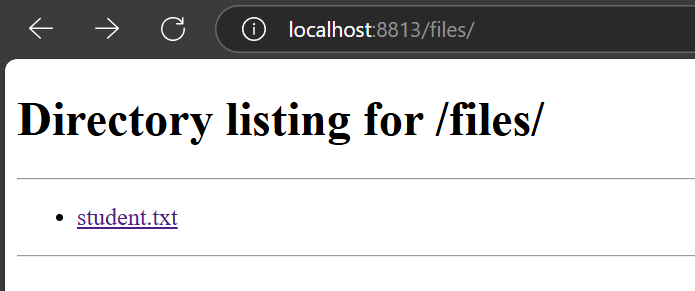 localhost:8813/files/
Directory listing for /files/
student.txt